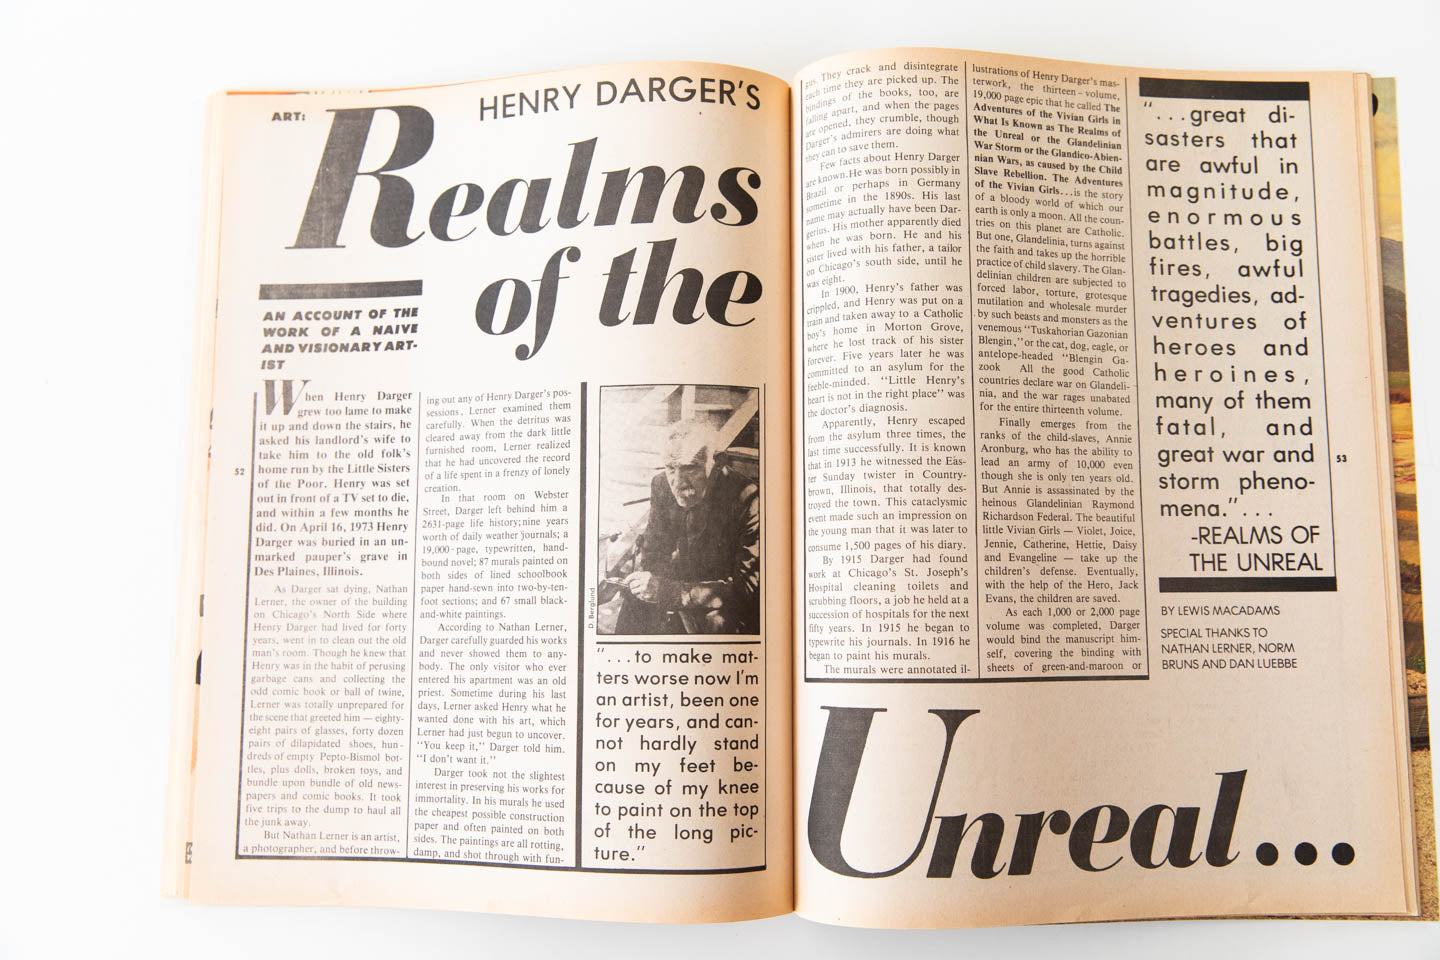 ART:
HENRY DARGER'S
Realms
of the
AN ACCOUNT OF THE
WORK OF A NAIVE
AND VISIONARY ART-
IST
When Henry Darger
grew too lame to make
it up and down the stairs, he
asked his landlord's wife to
take him to the old folk's
home run by the Little Sisters
of the Poor. Henry was set
out in front of a TV set to die,
and within a few months he
did. On April 16, 1973 Henry
Darger was buried in an un-
marked pauper's grave in
Des Plaines, Illinois.
As Darger sat dying, Nathan
Lerner, the owner of the building
on Chicago's North Side where
Henry Darger had lived for forty
years, went in to clean out the old
man's room. Though he knew that
Henry was in the habit of perusing
garbage cans and collecting the
odd comic book or ball of twine,
Lerner was totally unprepared for
the scene that greeted him — eighty-
eight pairs of glasses, forty dozen
pairs of dilapidated shoes, hun-
dreds of empty Pepto-Bismol bot-
tles, plus dolls, broken toys, and
bundle upon bundle of old news-
papers and comic books. It took
five trips to the dump to haul all
the junk away.
But Nathan Lerner is an artist,
a photographer, and before throw-
52
ing out any of Henry Darger's pos-
sessions, Lerner examined them
carefully. When the detritus was
cleared away from the dark little
furnished room, Lerner realized
that he had uncovered the record
of a life spent in a frenzy of lonely
creation.
In that room on Webster
Street, Darger left behind him a
2631-page life history; nine years
worth of daily weather journals; a
19,000-page, typewritten, hand-
bound novel; 87 murals painted on
both sides of lined schoolbook
paper hand-sewn into two-by-ten-
foot sections; and 67 small black-
and-white paintings.
According to Nathan Lerner,
Darger carefully guarded his works
and never showed them to any-
body. The only visitor who ever
entered his apartment was an old
priest. Sometime during his last
days, Lerner asked Henry what he
wanted done with his art, which
Lerner had just begun to uncover.
"You keep it," Darger told him.
"I don't want it."
Darger took not the slightest
interest in preserving his works for
immortality. In his murals he used
the cheapest possible construction
paper and often painted on both
sides. The paintings are all rotting,
damp, and shot through with fun-
D. Berglund
"...to make mat-
ters worse now I'm
an artist, been one
for years, and can-
not hardly stand
on my feet be-
cause of my knee
to paint on the top
of the long pic-
ture."
gus. They crack and disintegrate
each time they are picked up. The
bindings of the books, too, are
falling apart, and when the pages
are opened, they crumble, though
Darger's admirers are doing what
they can to save them.
Few facts about Henry Darger
are known. He was born possibly in
Brazil or perhaps in Germany
sometime in the 1890s. His last
name may actually have been Dar-
gerius. His mother apparently died
when he was born. He and his
sister lived with his father, a tailor
on Chicago's south side, until he
was eight.
In 1900, Henry's father was
crippled, and Henry was put on a
train and taken away to a Catholic
boy's home in Morton Grove,
where he lost track of his sister
forever. Five years later he was
committed to an asylum for the
feeble-minded. "Little Henry's
heart is not in the right place" was
the doctor's diagnosis.
Apparently, Henry escaped
from the asylum three times, the
last time successfully. It is known
that in 1913 he witnessed the Eas-
ter Sunday twister in Country-
brown, Illinois, that totally des-
troyed the town. This cataclysmic
event made such an impression on
the young man that it was later to
consume 1,500 pages of his diary.
By 1915 Darger had found
work at Chicago's St. Joseph's
Hospital cleaning toilets and
scrubbing floors, a job he held at a
succession of hospitals for the next
fifty years. In 1915 he began to
typewrite his journals. In 1916 he
began to paint his murals.
The murals were annotated il-
lustrations of Henry Darger's mas-
terwork, the thirteen-volume,
19,000 page epic that he called The
Adventures of the Vivian Girls in
What Is Known as The Realms of
the Unreal or the Glandelinian
War Storm or the Glandico-Abien-
nian Wars, as caused by the Child
Slave Rebellion. The Adventures
of the Vivian Girls...is the story
of a bloody world of which our
earth is only a moon. All the coun-
tries on this planet are Catholic.
But one, Glandelinia, turns against
the faith and takes up the horrible
practice of child slavery. The Glan-
delinian children are subjected to
forced labor, torture, grotesque
mutilation and wholesale murder
by such beasts and monsters as the
venemous "Tuskahorian Gazonian
Blengin," or the cat, dog, eagle, or
antelope-headed "Blengin Ga-
zook All the good Catholic
countries declare war on Glandeli-
nia, and the war rages unabated
for the entire thirteenth volume.
Finally emerges from the
ranks of the child-slaves, Annie
Aronburg, who has the ability to
lead an army of 10,000 even
though she is only ten years old.
But Annie is assassinated by the
heinous Glandelinian Raymond
Richardson Federal. The beautiful
little Vivian Girls — Violet, Joice,
Jennie, Catherine, Hettie, Daisy
and Evangeline — take up the
children's defense. Eventually,
with the help of the Hero, Jack
Evans, the children are saved.
As each 1,000 or 2,000 page
volume was completed, Darger
would bind the manuscript him-
self, covering the binding with
sheets of green-and-maroon or
"...great di-
sasters that
are awful in
magnitude,
enormous
battles, big
fires, awful
tragedies, ad-
ventures of
heroes and
heroines,
many of them
fatal, and
great war and
storm pheno-
mena."...
-REALMS OF
THE UNREAL
53
BY LEWIS MACADAMS
SPECIAL THANKS TO
NATHAN LERNER, NORM
BRUNS AND DAN LUEBBE
Unreal...